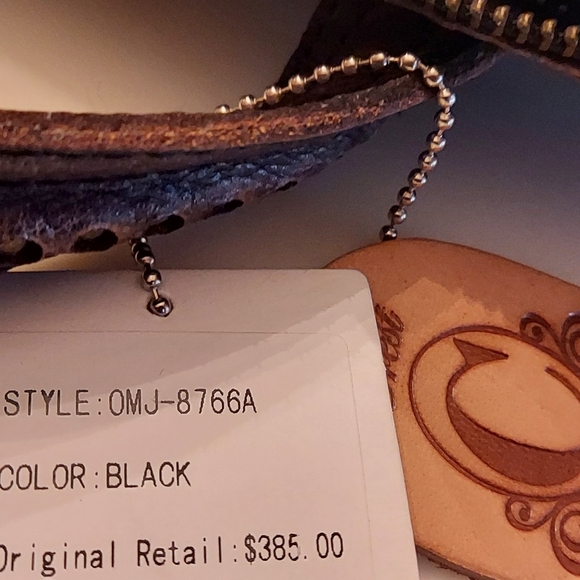 STYLE:OMJ-8766A
COLOR:BLACK
Original Retail:$385.00